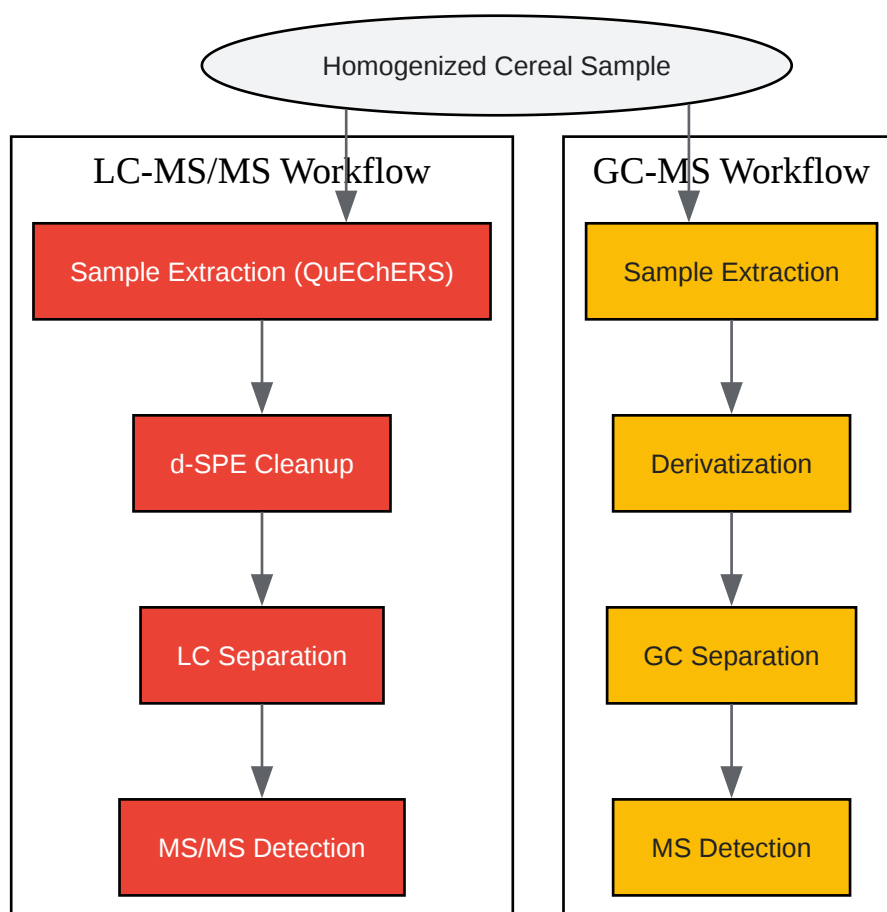 Homogenized Cereal Sample
LC-MS/MS Workflow
Sample Extraction (QuEChERS)
d-SPE Cleanup
LC Separation
MS/MS Detection
GC-MS Workflow
Sample Extraction
Derivatization
GC Separation
MS Detection